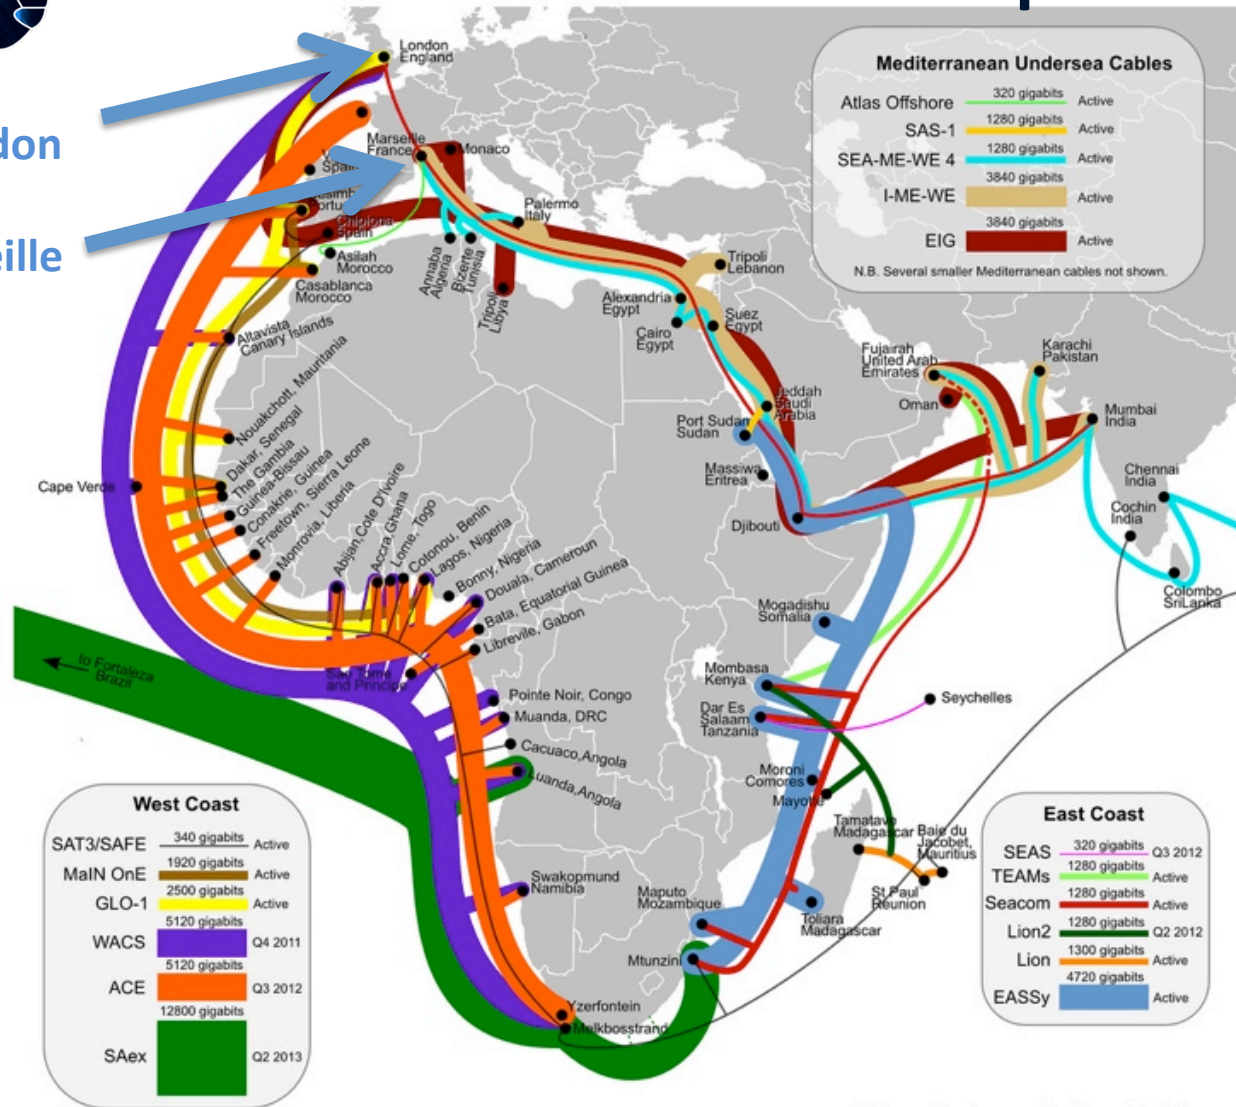 London
England
Marseille
France
Monaco
Spain
Chipiona
Spain
Asilah
Morocco
Casablanca
Morocco
Altavista
Canary Islands
Annaba
Algeria
Bizerte
Tunisia
Palermo
Italy
Tripoli
Libya
Tripoli
Lebanon
Alexandria
Egypt
Cairo
Egypt
Suez
Egypt
Jeddah
Saudi
Arabia
Port Sudan
Sudan
Massiwa
Eritrea
Djibouti
Fujairah
United Arab
Emirates
Oman
Karachi
Pakistan
Mumbai
India
Chennai
India
Cochin
India
Colombo
SriLanka
Nouakchott, Mauritania
Dakar, Senegal
The Gambia
Guinea-Bissau
Conakrie, Guinea
Freetown, Sierra Leone
Monrovia, Liberia
Cape Verde
Abijan,Cote D'Ivoire
Accra,Ghana
Lome, Togo
Cotonou, Benin
Lagos, Nigeria
Bonny, Nigeria
Douala, Cameroun
Bata, Equatorial Guinea
Librevile, Gabon
Sao Tome
and Principe
Pointe Noir, Congo
Muanda, DRC
Cacuaco,Angola
Luanda,Angola
to Fortaleza
Brazil
Swakopmund
Namibia
Yzerfontein
Melkbosstrand
Mogadishu
Somalia
Mombasa
Kenya
Dar Es
Salaam
Tanzania
Seychelles
Moroni
Comores
Mayotte
Tamatave
Madagascar
Baie du
Jacobet,
Mauritius
St Paul
Reunion
Toliara
Madagascar
Maputo
Mozambique
Mtunzini
Mediterranean Undersea Cables
Atlas Offshore 320 gigabits Active
SAS-1 1280 gigabits Active
SEA-ME-WE 4 1280 gigabits Active
I-ME-WE 3840 gigabits Active
EIG 3840 gigabits Active
N.B. Several smaller Mediterranean cables not shown.
West Coast
SAT3/SAFE 340 gigabits Active
MaIN OnE 1920 gigabits Active
GLO-1 2500 gigabits Active
WACS 5120 gigabits Q4 2011
ACE 5120 gigabits Q3 2012
SAex 12800 gigabits Q2 2013
East Coast
SEAS 320 gigabits Q3 2012
TEAMs 1280 gigabits Active
Seacom 1280 gigabits Active
Lion2 1280 gigabits Q2 2012
Lion 1300 gigabits Active
EASSy 4720 gigabits Active